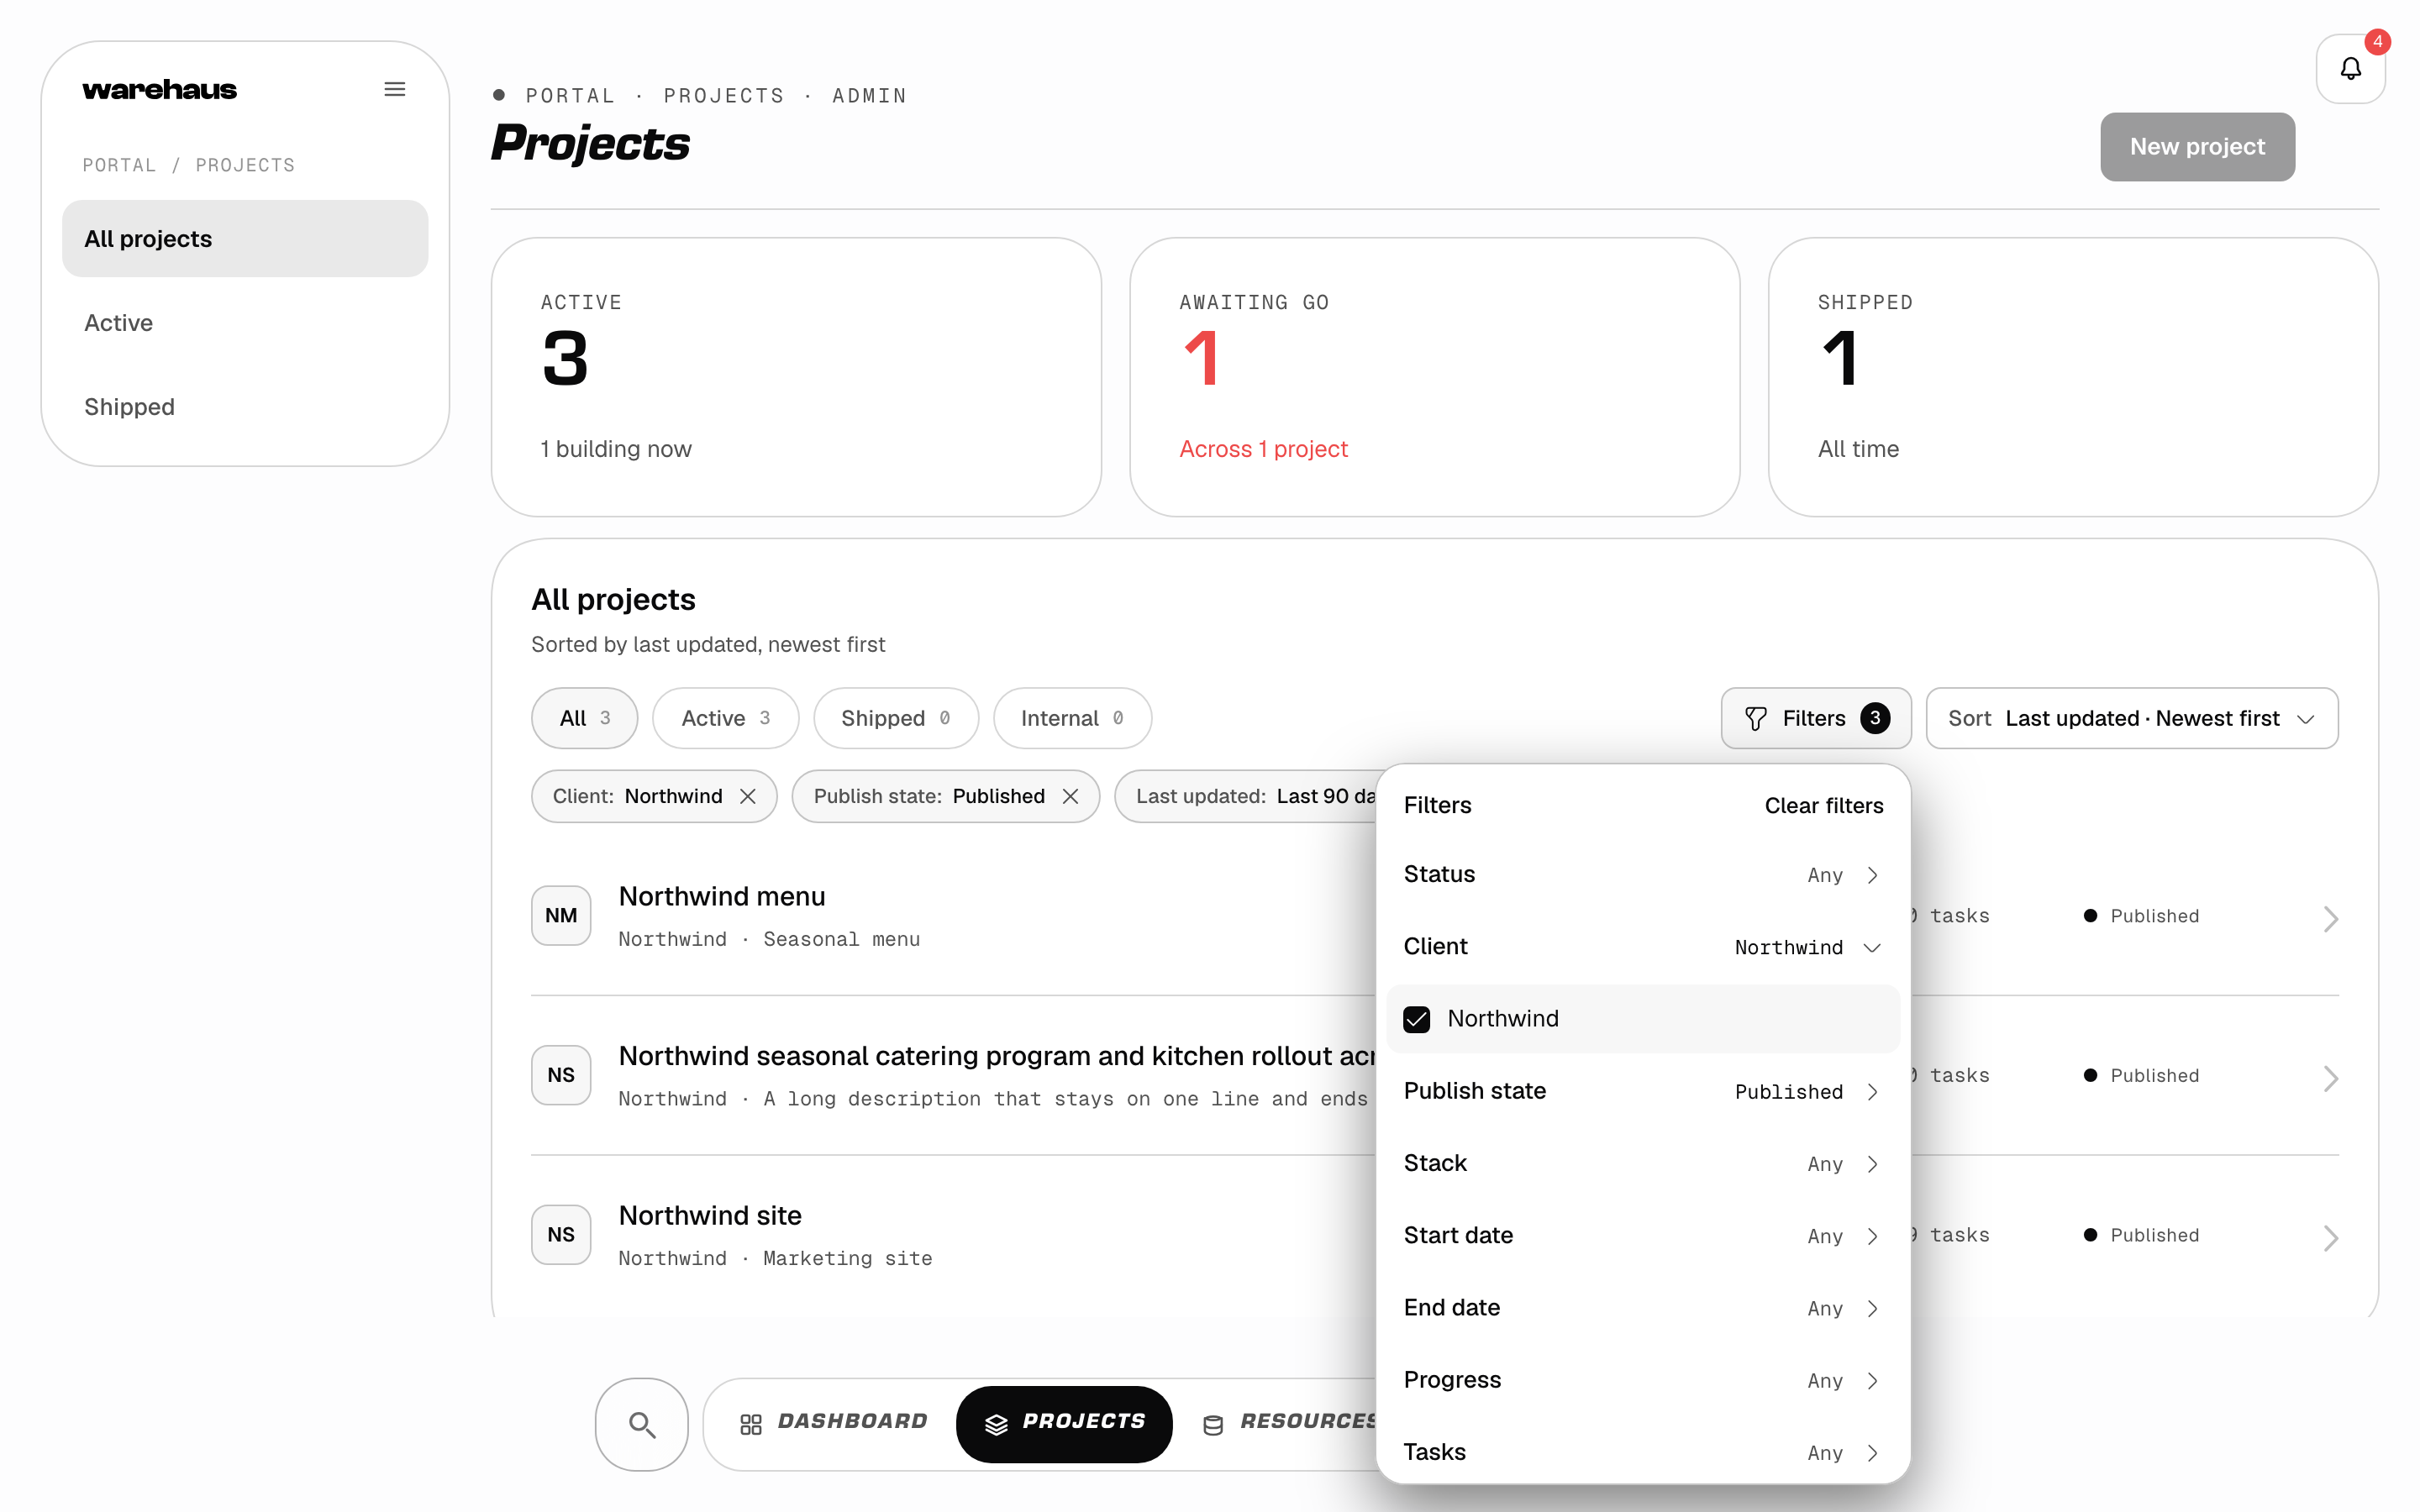 warehaus
PORTAL / PROJECTS
All projects
Active
Shipped
4
PORTAL · PROJECTS · ADMIN
Projects
New project
ACTIVE
3
1 building now
AWAITING GO
1
Across 1 project
SHIPPED
1
All time
All projects
Sorted by last updated, newest first
All 3
Active 3
Shipped 0
Internal 0
Filters 3
Sort Last updated · Newest first
Client: Northwind
Publish state: Published
Last updated: Last 90
Northwind menu
Northwind · Seasonal menu
tasks
Published
Northwind seasonal catering program and kitchen rollout
Northwind · A long description that stays on one line and ends
tasks
Published
Northwind site
Northwind · Marketing site
tasks
Published
Filters
Clear filters
Status Any
Client Northwind
Northwind
Publish state Published
Stack Any
Start date Any
End date Any
Progress Any
Tasks Any
DASHBOARD
PROJECTS
RESOURCES